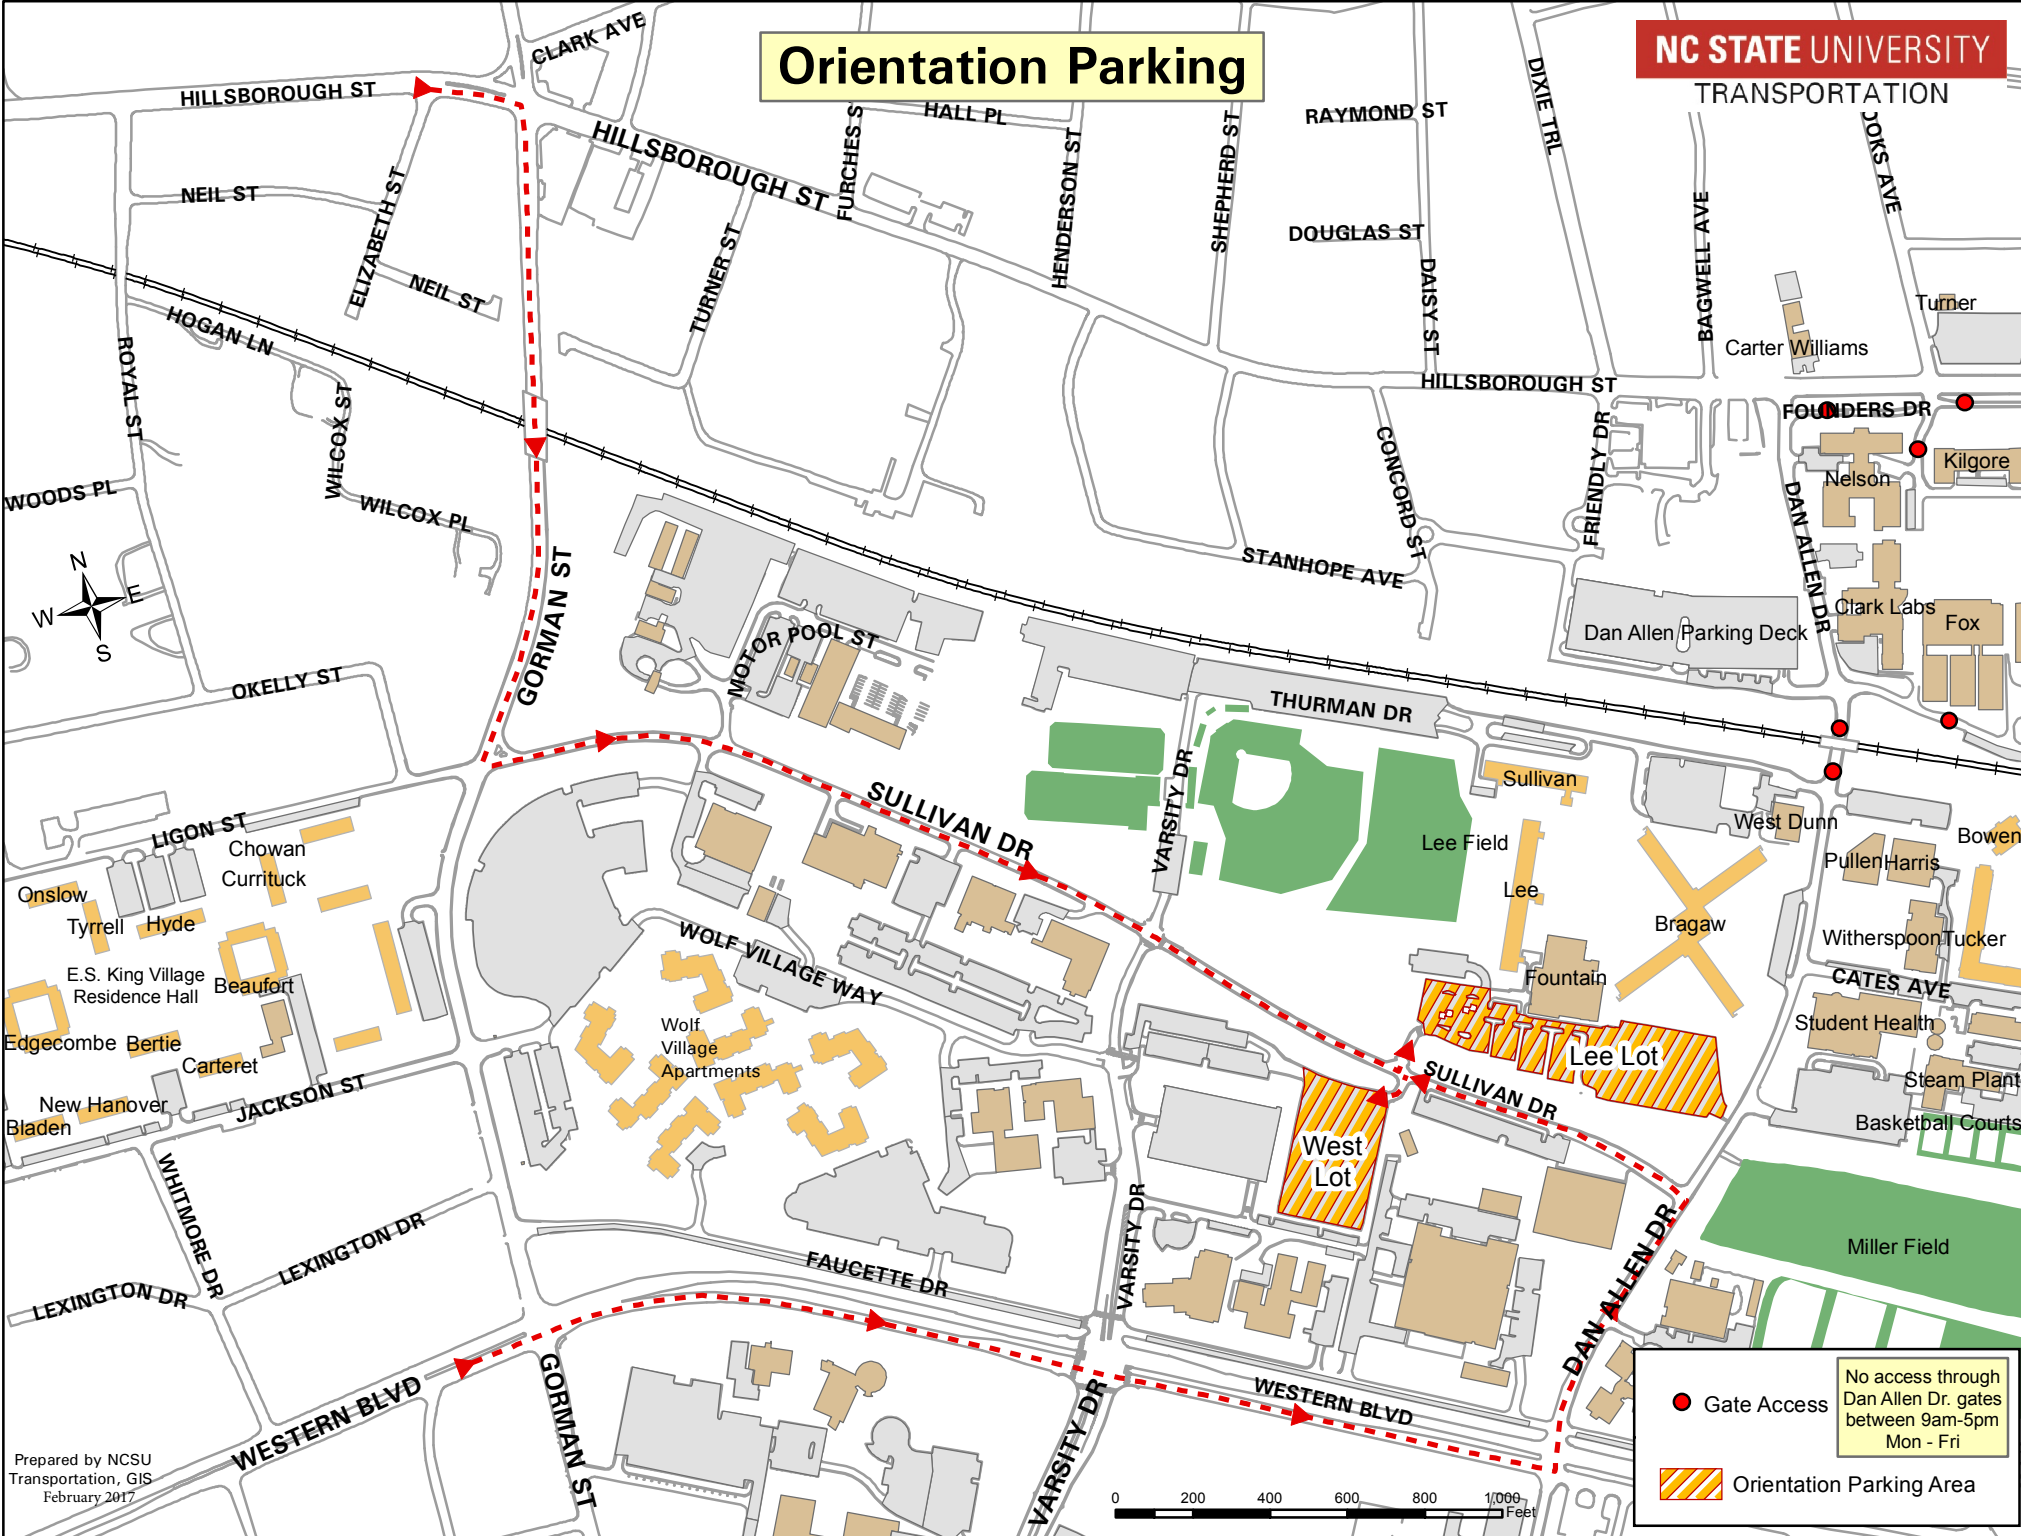 Orientation Parking
NC STATE UNIVERSITY
TRANSPORTATION
CLARK AVE
HILLSBOROUGH ST
HILLSBOROUGH ST
HALL PL
FURCHES S
HENDERSON ST
SHEPHERD ST
RAYMOND ST
DOUGLAS ST
DAISY ST
DIXIE TRL
BAGWELL AVE
OOKS AVE
NEIL ST
ELIZABETH ST
NEIL ST
TURNER ST
HOGAN LN
ROYAL ST
WILCOX ST
WILCOX PL
WOODS PL
Turner
Carter Williams
HILLSBOROUGH ST
FOUNDERS DR
Nelson
Kilgore
CONCORD ST
FRIENDLY DR
STANHOPE AVE
DAN ALLEN DR
Clark Labs
Fox
Dan Allen Parking Deck
N
W
E
S
GORMAN ST
MOTOR POOL ST
OKELLY ST
THURMAN DR
VARSITY DR
SULLIVAN DR
Sullivan
Lee Field
Lee
Bragaw
West Dunn
Pullen
Harris
Bowen
Witherspoon
Tucker
Fountain
CATES AVE
Student Health
Steam Plant
Basketball Courts
LIGON ST
Chowan
Currituck
Onslow
Tyrrell
Hyde
E.S. King Village
Residence Hall
Beaufort
Edgecombe
Bertie
Carteret
New Hanover
Bladen
JACKSON ST
WOLF VILLAGE WAY
Wolf
Village
Apartments
Lee Lot
SULLIVAN DR
West
Lot
WHITMORE DR
LEXINGTON DR
LEXINGTON DR
FAUCETTE DR
VARSITY DR
DAN ALLEN DR
Miller Field
WESTERN BLVD
GORMAN ST
VARSITY DR
WESTERN BLVD
Gate Access
No access through
Dan Allen Dr. gates
between 9am-5pm
Mon - Fri
Orientation Parking Area
Prepared by NCSU
Transportation, GIS
February 2017
0 200 400 600 800 1,000
Feet